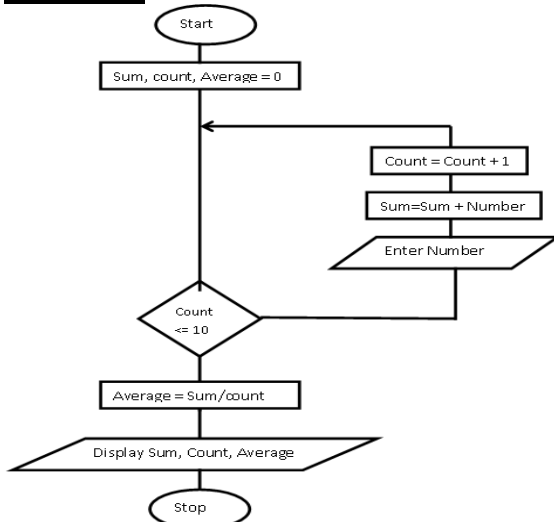 Start
Sum, count, Average = 0
Count = Count + 1
Sum=Sum + Number
Enter Number
Count
<= 10
Average = Sum/count
Display Sum, Count, Average
Stop